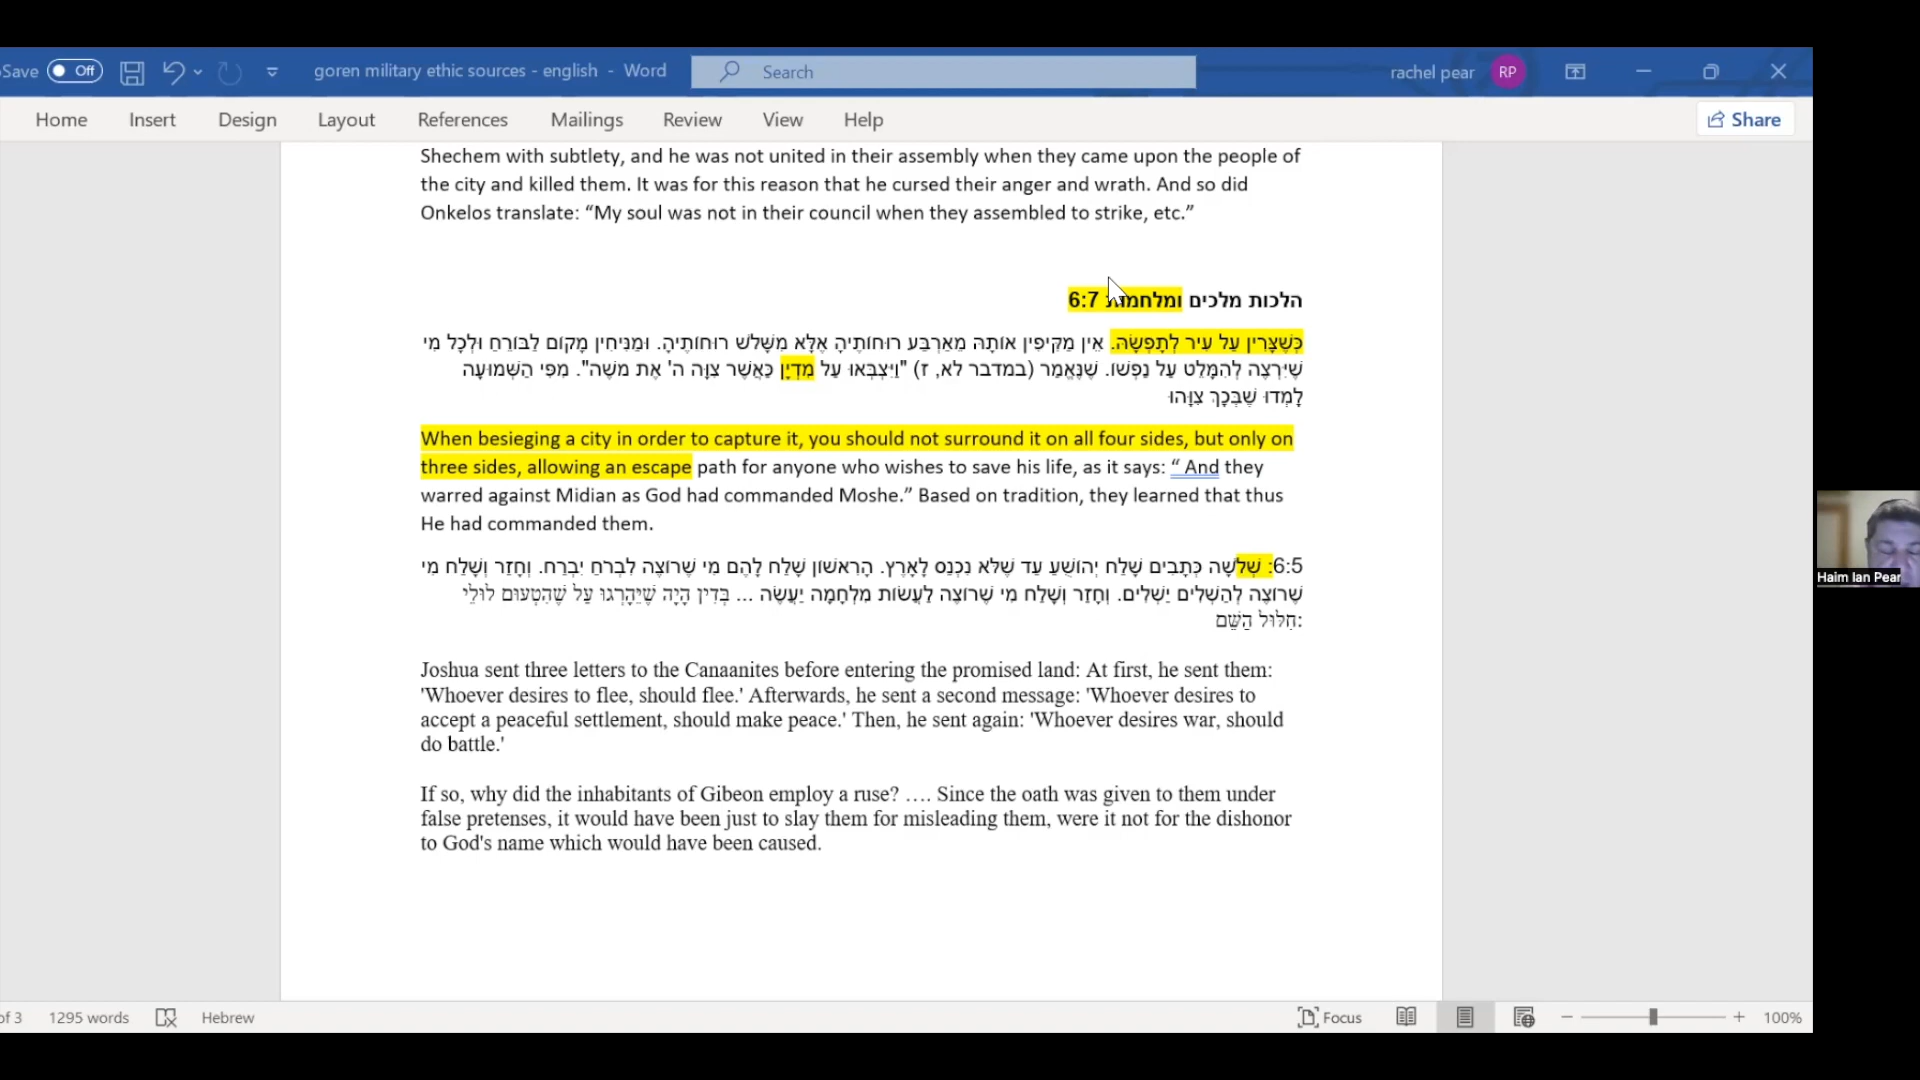 Save Off goren military ethic sources - english - Word Search rachel pear RP
Home Insert Design Layout References Mailings Review View Help Share
Shechem with subtlety, and he was not united in their assembly when they came upon the people of
the city and killed them. It was for this reason that he cursed their anger and wrath. And so did
Onkelos translate: “My soul was not in their council when they assembled to strike, etc.”
הלכות מלכים ומלחמות 6:7
כְּשֶׁצָּרִין עַל עִיר לְתָפְשָׂהּ. אֵין מַקִּיפִין אוֹתָהּ מֵאַרְבַּע רוּחוֹתֶיהָ אֶלָּא מִשָּׁלֹשׁ רוּחוֹתֶיהָ. וּמַנִּיחִין מָקוֹם לַבּוֹרֵחַ וּלְכָל מִי
שֶׁיִּרְצֶה לְהִמָּלֵט עַל נַפְשׁוֹ. שֶׁנֶּאֱמַר (במדבר לא, ז) "וַיִּצְבְּאוּ עַל מִדְיָן כַּאֲשֶׁר צִוָּה ה' אֶת משֶׁה". מִפִּי הַשְּׁמוּעָה
לָמְדוּ שֶׁבְּכָךְ צִוָּהוּ
When besieging a city in order to capture it, you should not surround it on all four sides, but only on
three sides, allowing an escape path for anyone who wishes to save his life, as it says: “ And they
warred against Midian as God had commanded Moshe.” Based on tradition, they learned that thus
He had commanded them.
6:5: שְׁלֹשָׁה כְּתָבִים שָׁלַח יְהוֹשֻׁעַ עַד שֶׁלֹּא נִכְנַס לָאָרֶץ. הָרִאשׁוֹן שָׁלַח לָהֶם מִי שֶׁרוֹצֶה לִבְרֹחַ יִבְרַח. וְחָזַר וְשָׁלַח מִי
שֶׁרוֹצֶה לְהַשְׁלִים יַשְׁלִים. וְחָזַר וְשָׁלַח מִי שֶׁרוֹצֶה לַעֲשׂוֹת מִלְחָמָה יַעֲשֶׂה ... בְּדִין הָיָה שֶׁיֵּהָרְגוּ עַל שֶׁהִטְעוּם לוּלֵי
חִלּוּל הַשֵּׁם:
Joshua sent three letters to the Canaanites before entering the promised land: At first, he sent them:
'Whoever desires to flee, should flee.' Afterwards, he sent a second message: 'Whoever desires to
accept a peaceful settlement, should make peace.' Then, he sent again: 'Whoever desires war, should
do battle.'
If so, why did the inhabitants of Gibeon employ a ruse? …. Since the oath was given to them under
false pretenses, it would have been just to slay them for misleading them, were it not for the dishonor
to God's name which would have been caused.
Haim Ian Pear
of 3 1295 words Hebrew Focus 100%